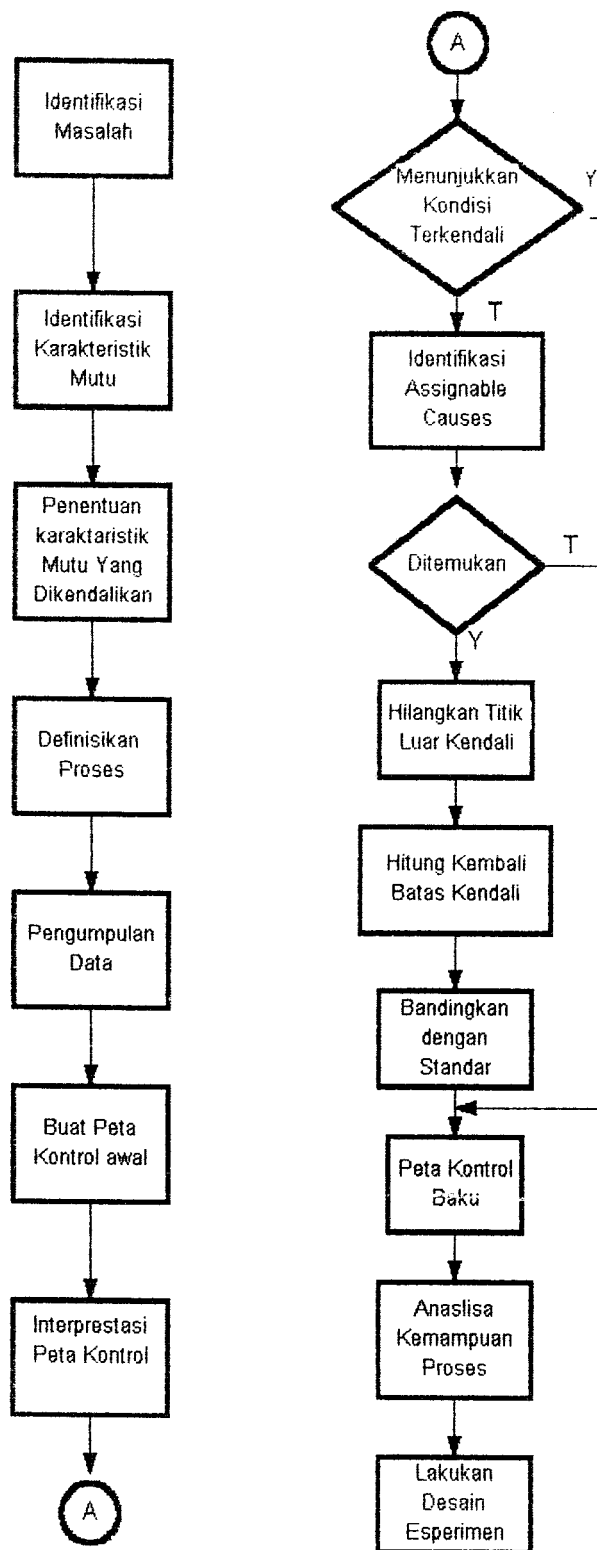 Identifikasi
Masalah
Identifikasi
Karakteristik
Mutu
Penentuan
karaktaristik
Mutu Yang
Dikendalikan
Definisikan
Proses
Pengumpulan
Data
Buat Peta
Kontrol awal
Interprestasi
Peta Kontrol
A
A
Menunjukkan
Kondisi
Terkendali
Y
T
Identifikasi
Assignable
Causes
Ditemukan
T
Y
Hilangkan Titik
Luar Kendali
Hitung Kembali
Batas Kendali
Bandingkan
dengan
Standar
Peta Kontrol
Baku
Anaslisa
Kemampuan
Proses
Lakukan
Desain
Esperimen